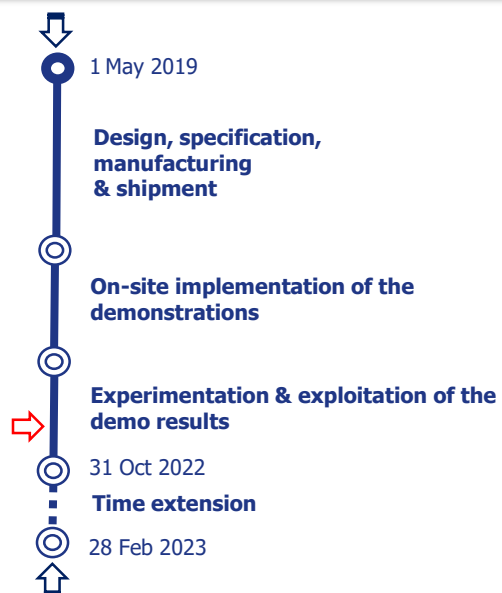 1 May 2019
Design, specification,
manufacturing
& shipment
On-site implementation of the
demonstrations
Experimentation & exploitation of the
demo results
31 Oct 2022
Time extension
28 Feb 2023